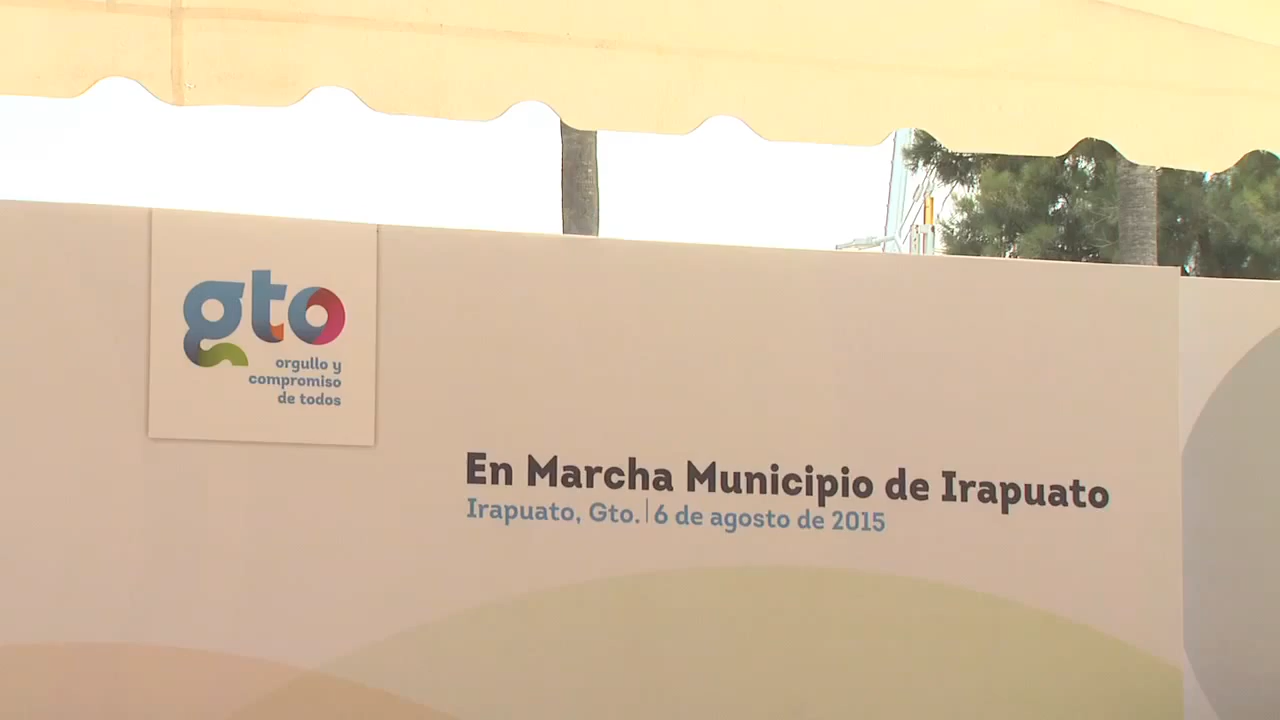 gto
orgullo y
compromiso
de todos
En Marcha Municipio de Irapuato
Irapuato, Gto. | 6 de agosto de 2015